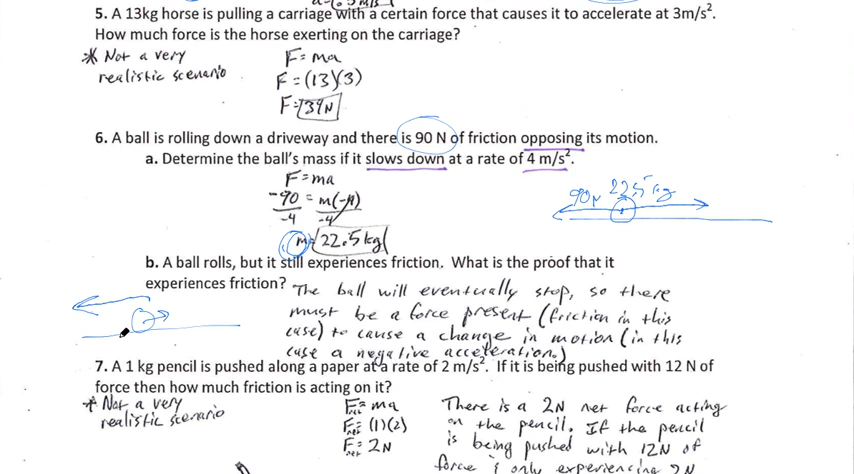 5. A 13kg horse is pulling a carriage with a certain force that causes it to accelerate at 3m/s².
How much force is the horse exerting on the carriage?
* Not a very
realistic scenario
F = ma
F = (13)(3)
F = 39N
6. A ball is rolling down a driveway and there is 90 N of friction opposing its motion.
a. Determine the ball's mass if it slows down at a rate of 4 m/s².
F = ma
-90 = m(-4)
-4 -4
m = 22.5 kg
90N 22.5 kg
b. A ball rolls, but it still experiences friction. What is the proof that it
experiences friction?
The ball will eventually stop, so there
must be a force present (friction in this
case) to cause a change in motion (in this
case a negative acceleration.)
7. A 1 kg pencil is pushed along a paper at a rate of 2 m/s². If it is being pushed with 12 N of
force then how much friction is acting on it?
* Not a very
realistic scenario
Fnet = ma
Fnet = (1)(2)
Fnet = 2N
There is a 2N net force acting
on the pencil. If the pencil
is being pushed with 12N of
force & only experiencing 2N